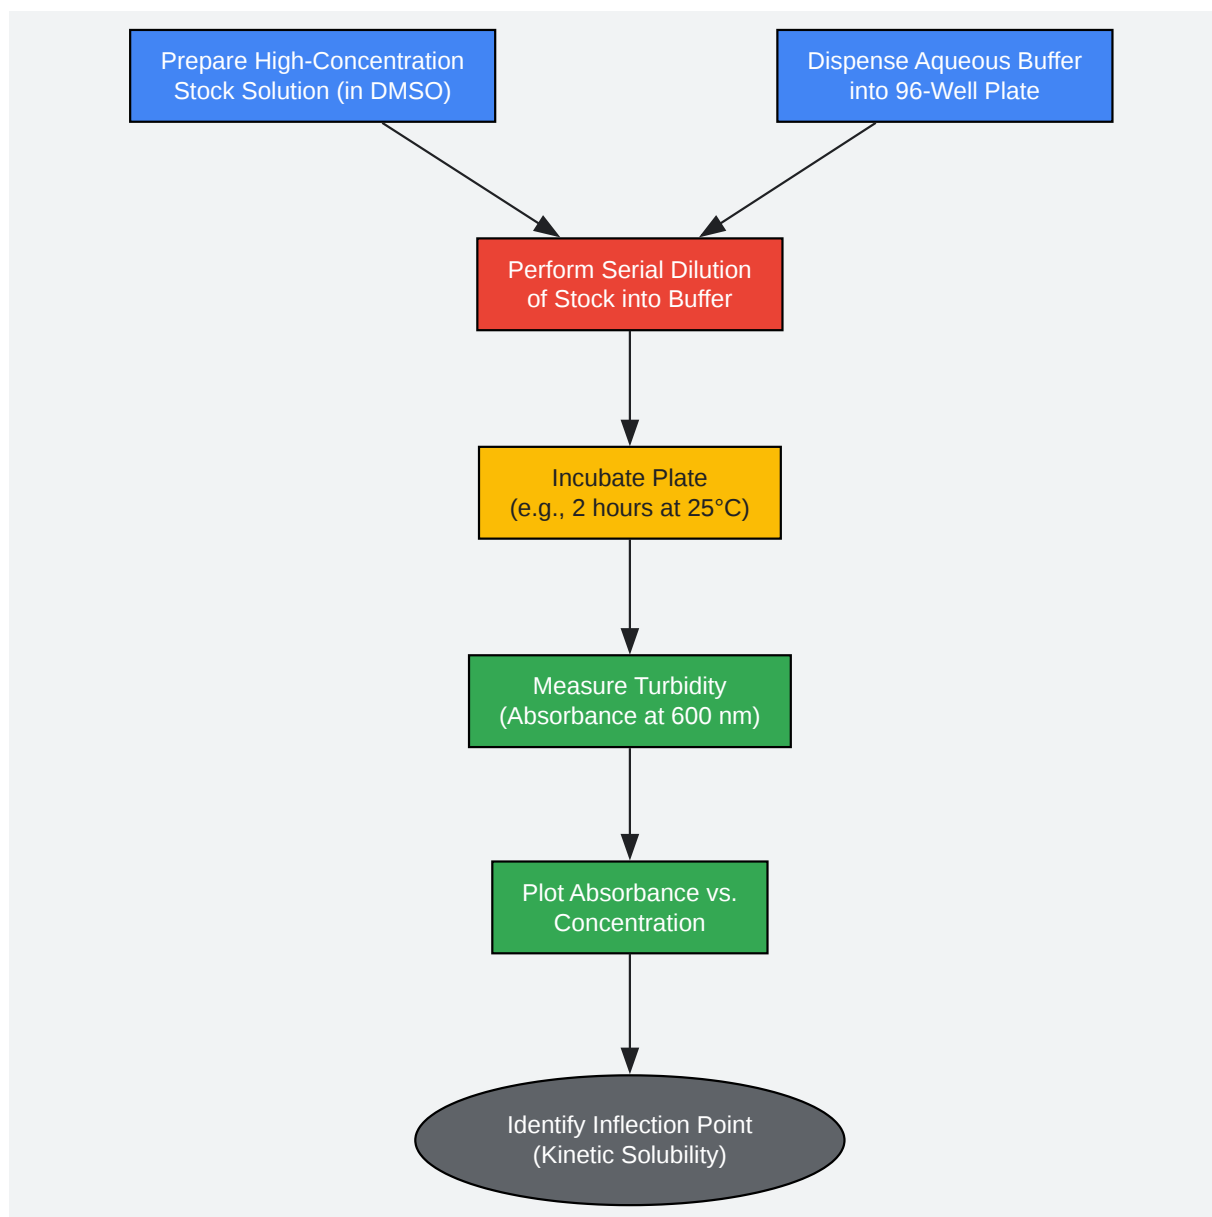 Prepare High-Concentration
Stock Solution (in DMSO)
Dispense Aqueous Buffer
into 96-Well Plate
Perform Serial Dilution
of Stock into Buffer
Incubate Plate
(e.g., 2 hours at 25°C)
Measure Turbidity
(Absorbance at 600 nm)
Plot Absorbance vs.
Concentration
Identify Inflection Point
(Kinetic Solubility)